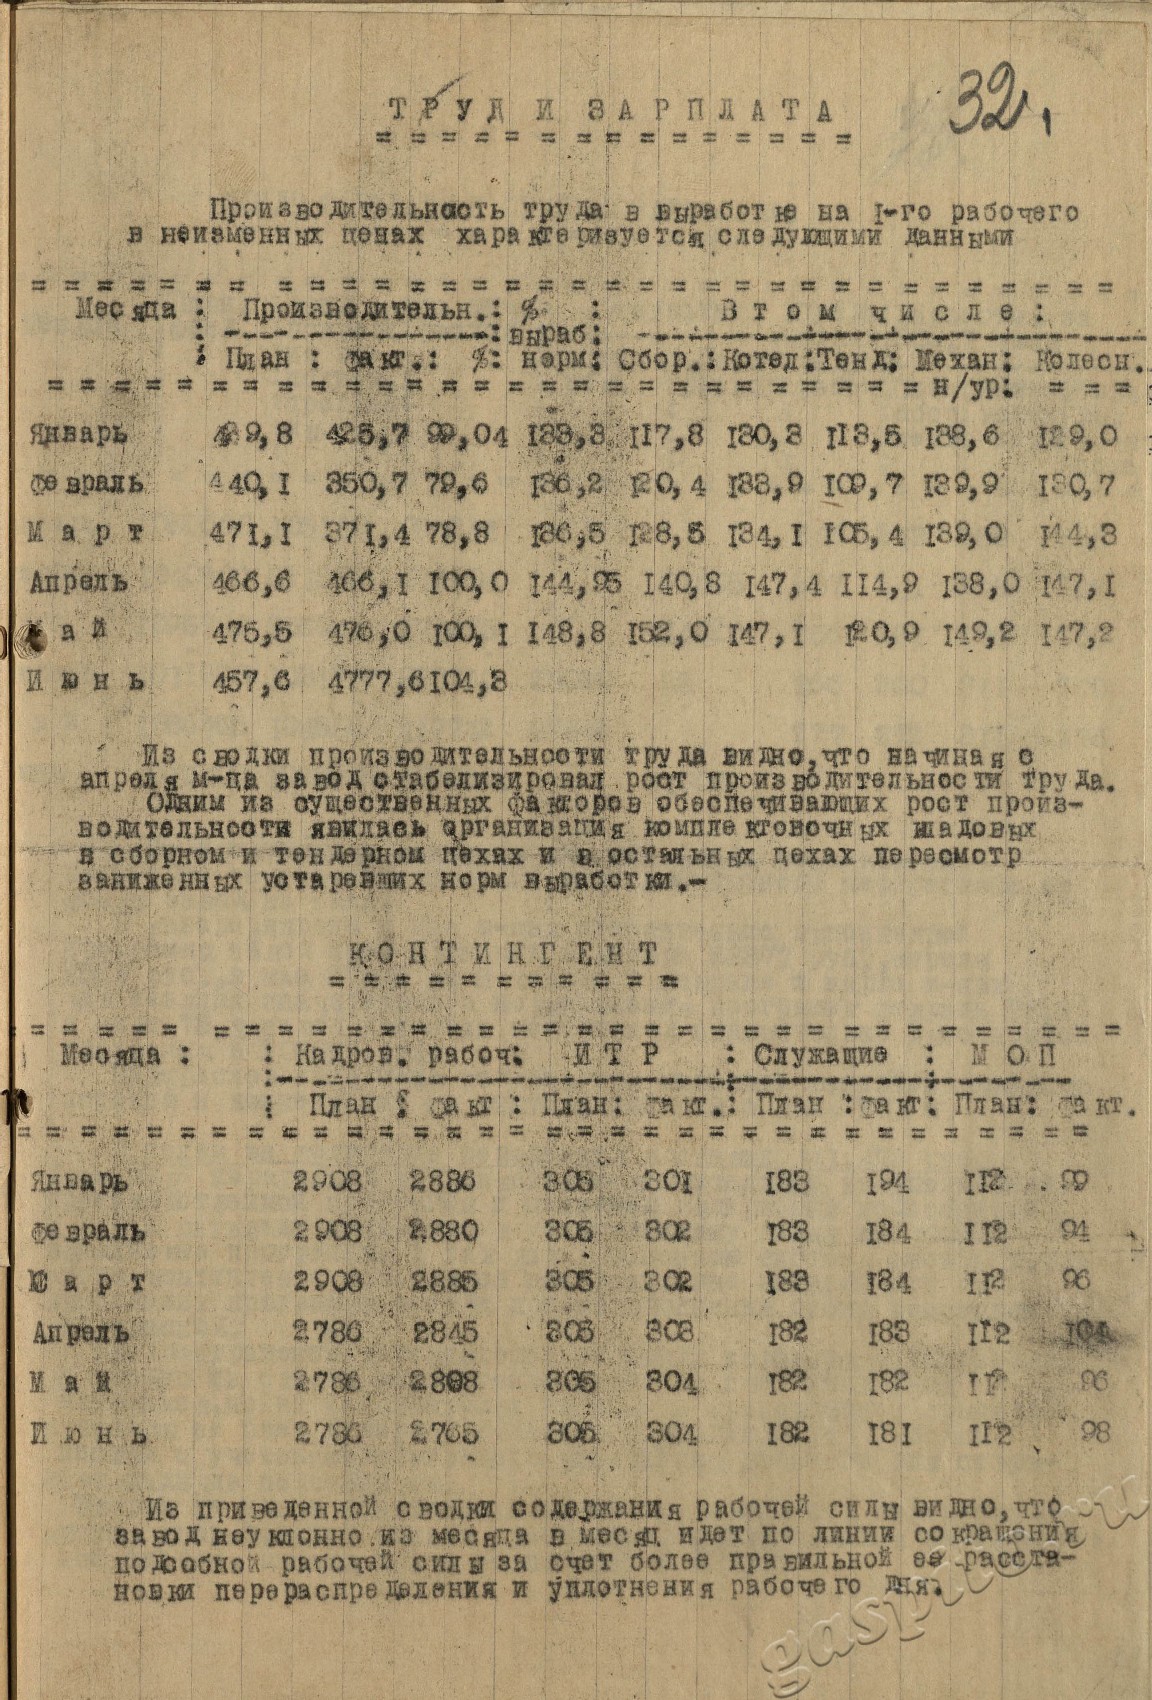 32.
ТРУД И ЗАРПЛАТА
= = = = = = = = = = = = = = =
Производительность труда в выработке на I-го рабочего
в неизменных ценах характеризуется следующими данными
Месяца : Производительн.: % : В том числе :
: выраб:
: План : факт.: %: норм: Сбор.: Котел: Тенд: Механ: Колесн.
н/ур:
Январь 429,8 425,7 99,04 133,3 117,8 130,3 113,5 138,6 129,0
Февраль 440,1 350,7 79,6 136,2 120,4 133,9 109,7 139,9 130,7
Март 471,1 371,4 78,8 136,5 128,5 134,1 105,4 139,0 144,3
Апрель 466,6 466,1 100,0 144,95 140,8 147,4 114,9 138,0 147,1
Май 475,5 476,0 100,1 148,8 152,0 147,1 120,9 149,2 147,2
Июнь 457,6 4777,6 104,3
Из сводки производительности труда видно, что начиная с
апреля м-ца завод стабелизировал рост производительности труда.
Одним из существенных факторов обеспечивающих рост произ-
водительности явилась организация комплектовочных кладовых
в сборном и тендерном цехах и в остальных цехах пересмотр
заниженных устаревших норм выработки.-
КОНТИНГЕНТ
= = = = = = = = = = =
Месяца : : Кадров. рабоч: ИТР : Служащие : МОП
: План : факт : План: факт.: План : факт: План: факт.
Январь 2908 2886 305 301 183 194 112 99
Февраль 2908 2880 305 302 183 184 112 94
Март 2908 2885 305 302 183 184 112 96
Апрель 2786 2845 305 303 182 183 112 104
Май 2786 2808 305 304 182 182 112 96
Июнь 2786 2765 305 304 182 181 112 98
Из приведенной сводки содержания рабочей силы видно, что
завод неуклонно из месяца в месяц идет по линии сокращения
подсобной рабочей силы за счет более правильной её расста-
новки перераспределения и уплотнения рабочего дня.
gaspito.ru